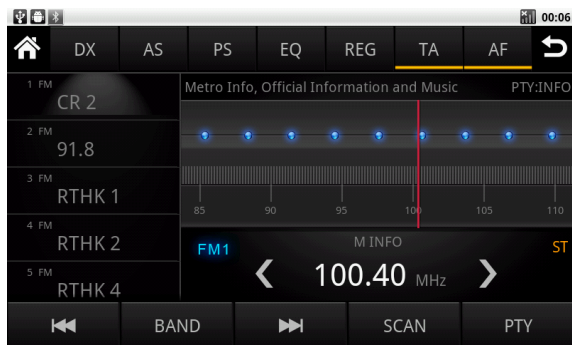 00:06
DX AS PS EQ REG TA AF
1 FM
CR 2
2 FM
91.8
3 FM
RTHK 1
4 FM
RTHK 2
5 FM
RTHK 4
Metro Info, Official Information and Music PTY:INFO
85 90 95 100 105 110
M INFO
FM1 ST
100.40 MHz
BAND SCAN PTY